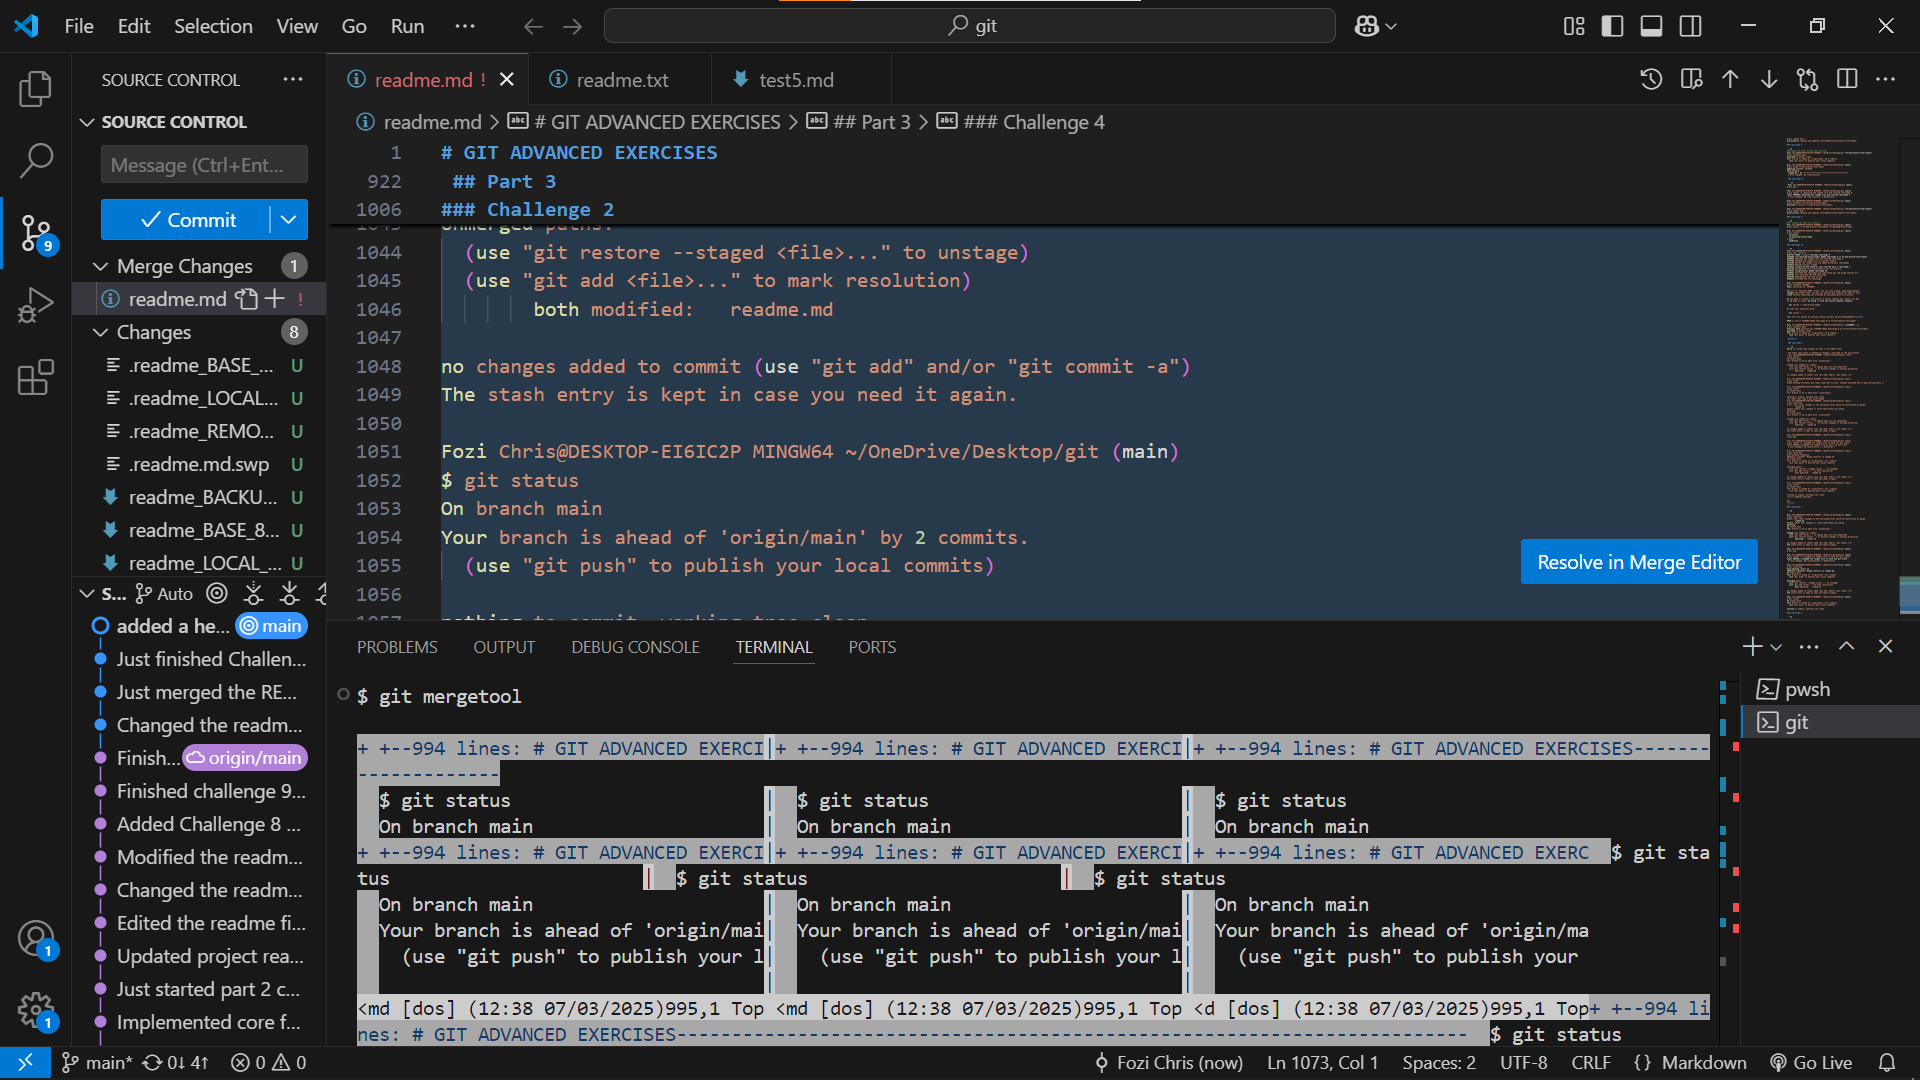 File Edit Selection View Go Run ··· git
SOURCE CONTROL ···
SOURCE CONTROL
Message (Ctrl+Ent...
Commit
Merge Changes 1
readme.md !
Changes 8
.readme_BASE_... U
.readme_LOCAL... U
.readme_REMO... U
.readme.md.swp U
readme_BACKU... U
readme_BASE_8... U
readme_LOCAL_... U
S... Auto
added a he... main
Just finished Challen...
Just merged the RE...
Changed the readm...
Finish... origin/main
Finished challenge 9...
Added Challenge 8 ...
Modified the readm...
Changed the readm...
Edited the readme fi...
Updated project rea...
Just started part 2 c...
Implemented core f...
9
1
1
readme.md ! readme.txt test5.md
readme.md > # GIT ADVANCED EXERCISES > ## Part 3 > ### Challenge 4
1 # GIT ADVANCED EXERCISES
922 ## Part 3
1006 ### Challenge 2
1043 Unmerged paths:
1044 (use "git restore --staged <file>..." to unstage)
1045 (use "git add <file>..." to mark resolution)
1046 both modified: readme.md
1047
1048 no changes added to commit (use "git add" and/or "git commit -a")
1049 The stash entry is kept in case you need it again.
1050
1051 Fozi Chris@DESKTOP-EI6IC2P MINGW64 ~/OneDrive/Desktop/git (main)
1052 $ git status
1053 On branch main
1054 Your branch is ahead of 'origin/main' by 2 commits.
1055 (use "git push" to publish your local commits)
1056
1057 nothing to commit, working tree clean
Resolve in Merge Editor
PROBLEMS OUTPUT DEBUG CONSOLE TERMINAL PORTS
pwsh
git
$ git mergetool
+ +--994 lines: # GIT ADVANCED EXERCI|+ +--994 lines: # GIT ADVANCED EXERCI|+ +--994 lines: # GIT ADVANCED EXERCISES-------
-------------
$ git status | $ git status | $ git status
On branch main | On branch main | On branch main
+ +--994 lines: # GIT ADVANCED EXERCI|+ +--994 lines: # GIT ADVANCED EXERCI|+ +--994 lines: # GIT ADVANCED EXERC $ git sta
tus | $ git status | $ git status
On branch main | On branch main | On branch main
Your branch is ahead of 'origin/mai| Your branch is ahead of 'origin/mai| Your branch is ahead of 'origin/ma
(use "git push" to publish your l| (use "git push" to publish your l| (use "git push" to publish your
<md [dos] (12:38 07/03/2025)995,1 Top <md [dos] (12:38 07/03/2025)995,1 Top <d [dos] (12:38 07/03/2025)995,1 Top+ +--994 li
nes: # GIT ADVANCED EXERCISES------------------------------------------------------------------------ $ git status
main* 0↓ 4↑ 0 0 Fozi Chris (now) Ln 1073, Col 1 Spaces: 2 UTF-8 CRLF {} Markdown Go Live